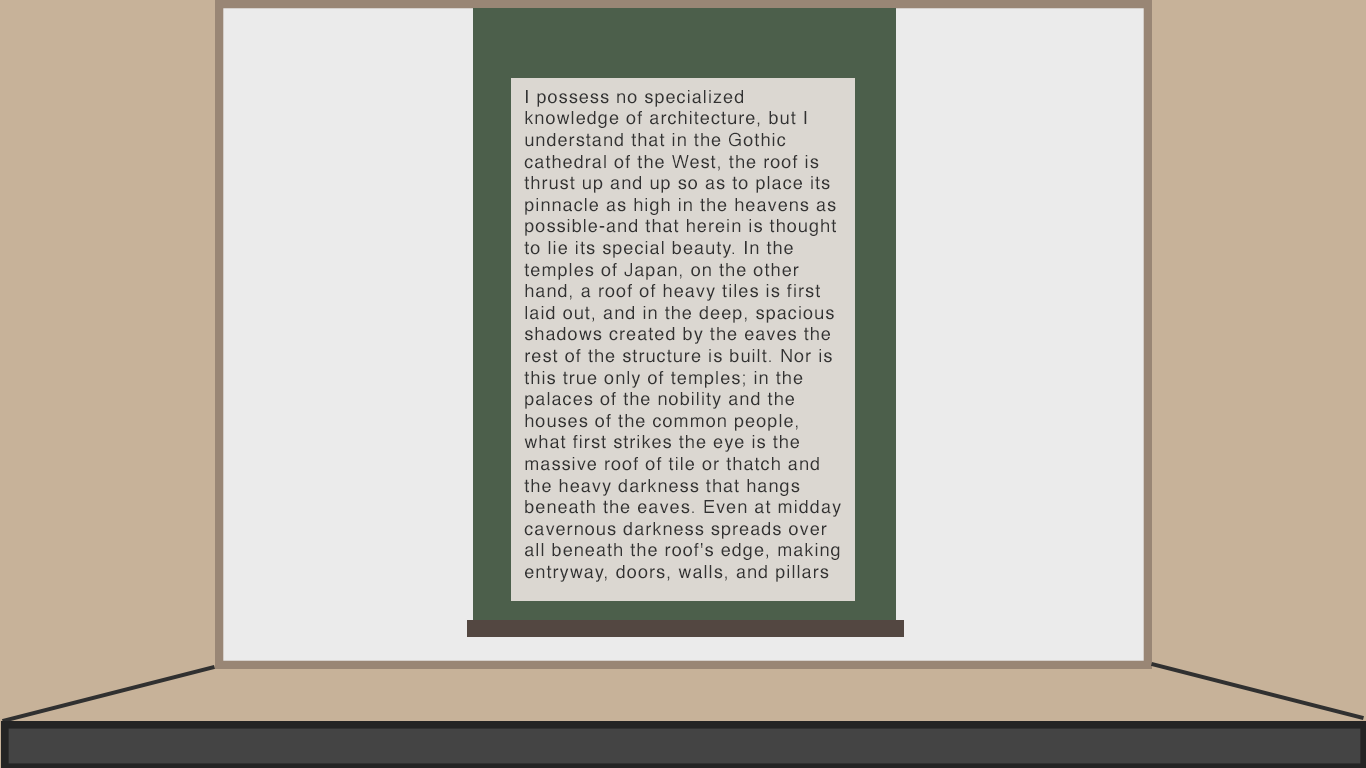 I possess no specialized
knowledge of architecture, but I
understand that in the Gothic
cathedral of the West, the roof is
thrust up and up so as to place its
pinnacle as high in the heavens as
possible-and that herein is thought
to lie its special beauty. In the
temples of Japan, on the other
hand, a roof of heavy tiles is first
laid out, and in the deep, spacious
shadows created by the eaves the
rest of the structure is built. Nor is
this true only of temples; in the
palaces of the nobility and the
houses of the common people,
what first strikes the eye is the
massive roof of tile or thatch and
the heavy darkness that hangs
beneath the eaves. Even at midday
cavernous darkness spreads over
all beneath the roof's edge, making
entryway, doors, walls, and pillars